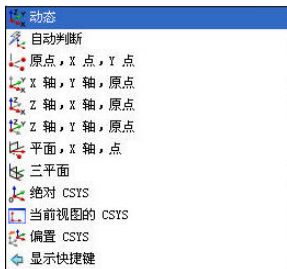 动态
自动判断
原点，X 点，Y 点
X 轴，Y 轴，原点
Z 轴，X 轴，原点
Z 轴，Y 轴，原点
平面，X 轴，点
三平面
绝对 CSYS
当前视图的 CSYS
偏置 CSYS
显示快捷键